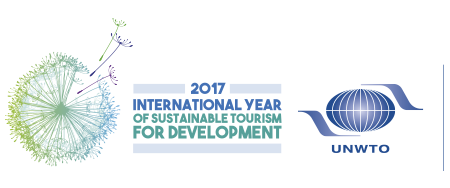 2017
INTERNATIONAL YEAR
OF SUSTAINABLE TOURISM
FOR DEVELOPMENT
UNWTO